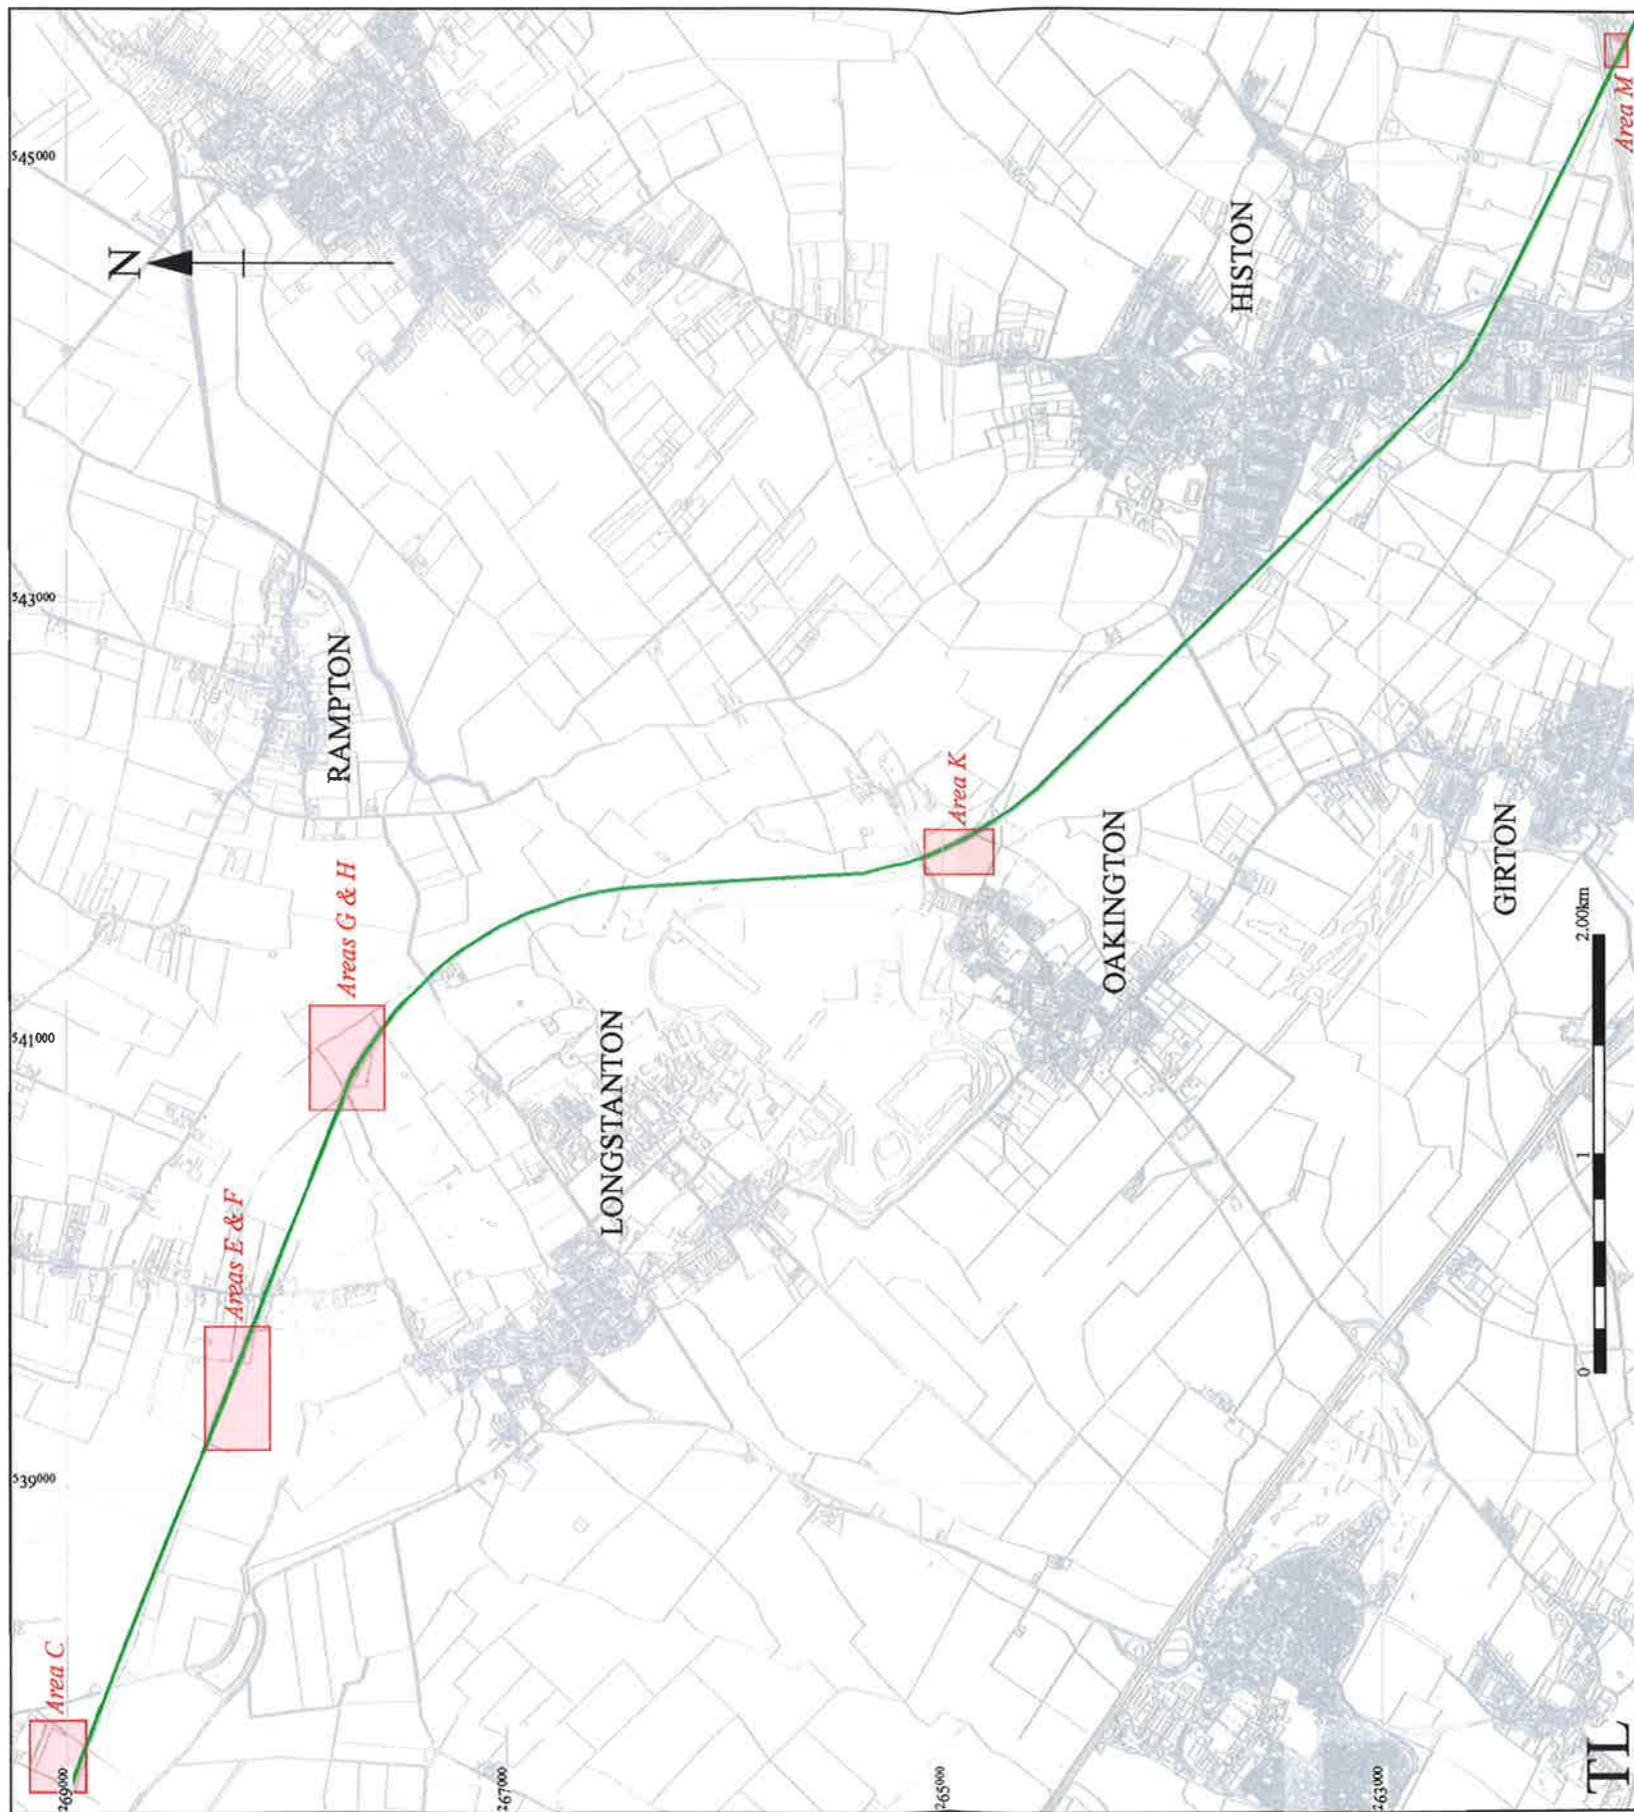 N
545000
543000
541000
539000
269000
267000
265000
263000
Area M
HISTON
RAMPTON
Area K
Areas G & H
OAKINGTON
GIRTON
LONGSTANTON
Areas E & F
Area C
0
1
2.00km
TL